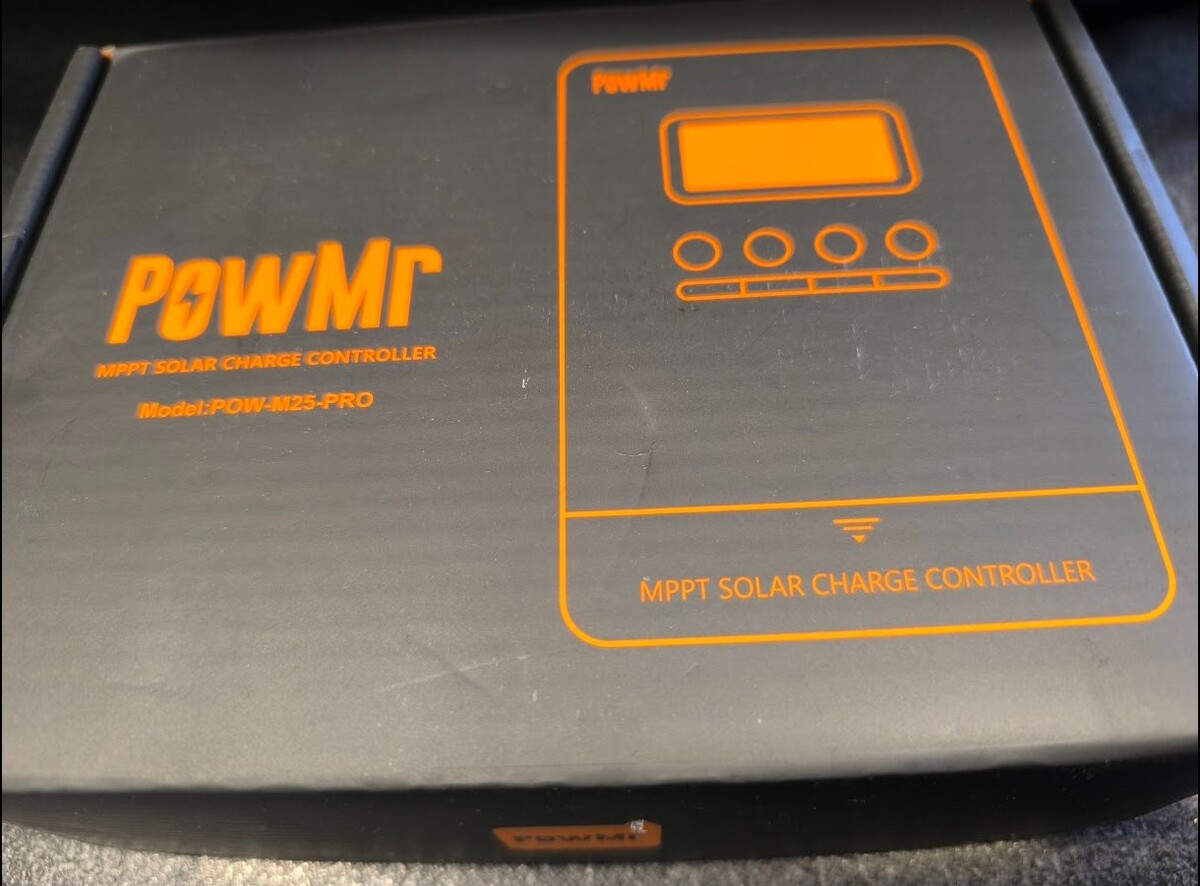 PowMr
MPPT SOLAR CHARGE CONTROLLER
Model:POW-M25-PRO
PowMr
MPPT SOLAR CHARGE CONTROLLER
POWMr